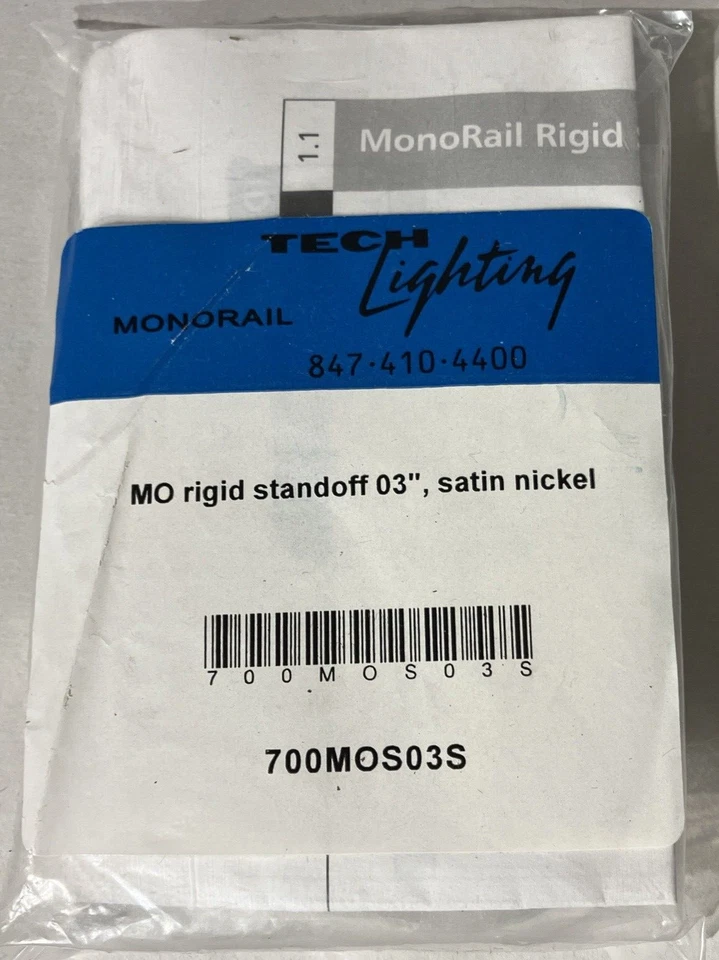 1.1
MonoRail Rigid
TECH
Lighting
MONORAIL
847·410·4400
MO rigid standoff 03", satin nickel
700MOS03S
700MOS03S